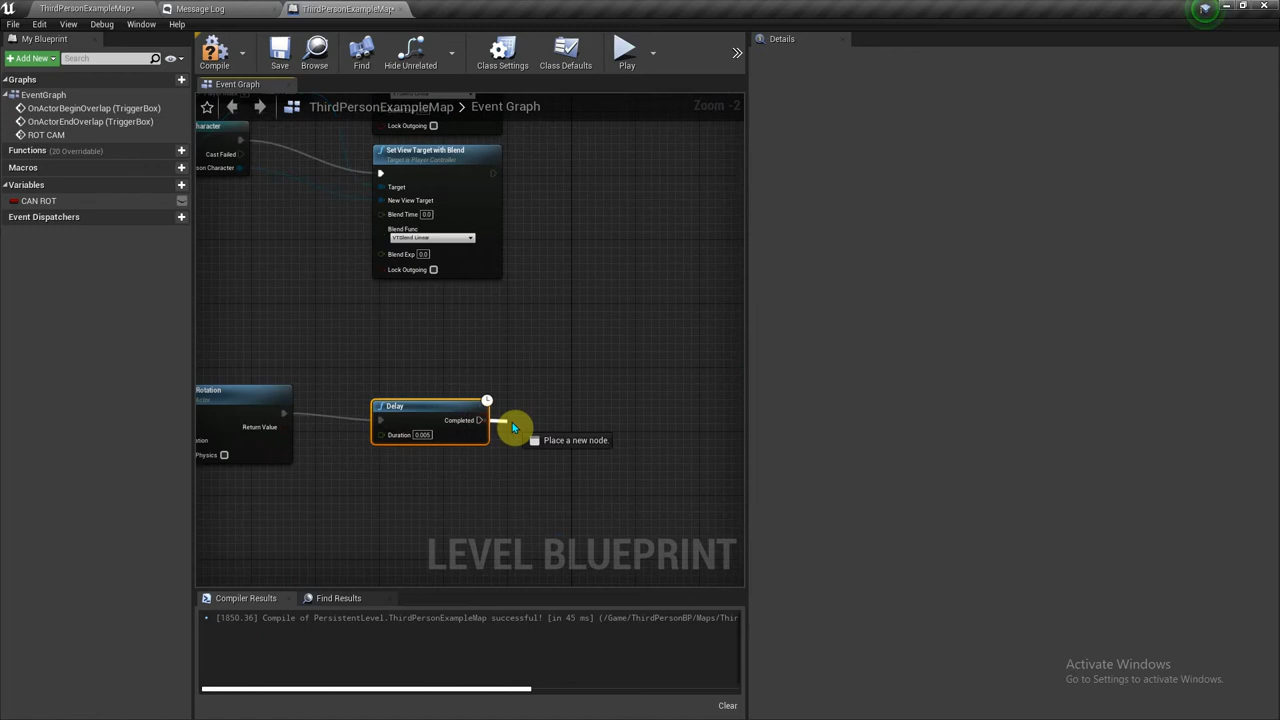 ThirdPersonExampleMap*
Message Log
ThirdPersonExampleMap*
File
Edit
View
Debug
Window
Help
My Blueprint
Add New
Search
Compile
Save
Browse
Find
Hide Unrelated
Class Settings
Class Defaults
Play
Details
Graphs
EventGraph
OnActorBeginOverlap (TriggerBox)
OnActorEndOverlap (TriggerBox)
ROT CAM
Functions (20 Overridable)
Macros
Variables
CAN ROT
Event Dispatchers
Event Graph
ThirdPersonExampleMap > Event Graph
Zoom -2
Lock Outgoing
haracter
Cast Failed
son Character
Set View Target with Blend
Target is Player Controller
Target
New View Target
Blend Time 0.0
Blend Func
VTBlend Linear
Blend Exp 0.0
Lock Outgoing
Rotation
Actor
Return Value
ation
Physics
Delay
Completed
Duration 0.005
Place a new node.
LEVEL BLUEPRINT
Compiler Results
Find Results
[1850.36] Compile of PersistentLevel.ThirdPersonExampleMap successful! [in 45 ms] (/Game/ThirdPersonBP/Maps/Thir
Clear
Activate Windows
Go to Settings to activate Windows.